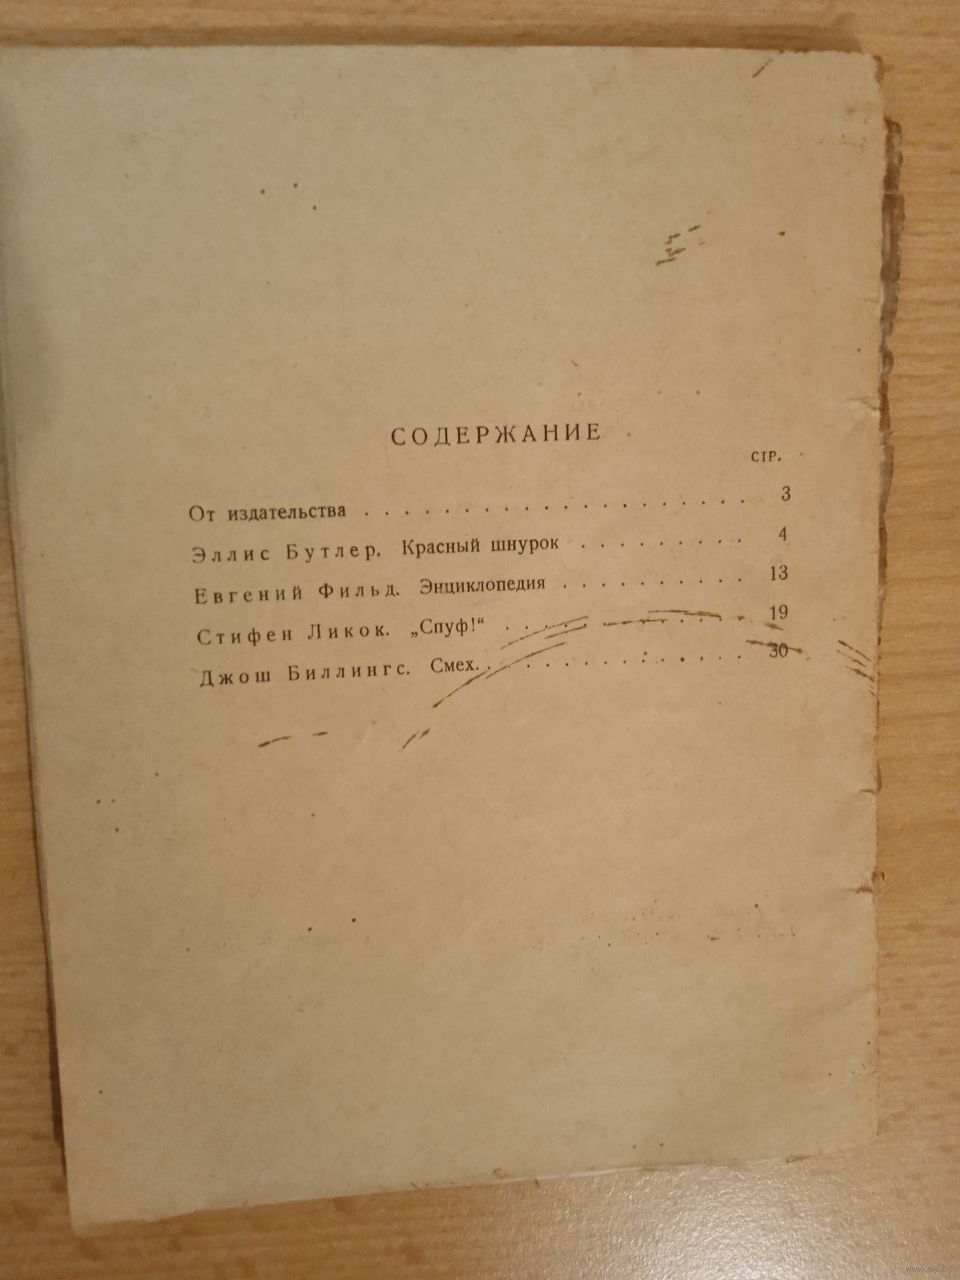 СОДЕРЖАНИЕ
СТР.
От издательства . . . . . . . . . . . . . . . . . . . . 3
Эллис Бутлер. Красный шнурок . . . . . . . . . 4
Евгений Фильд. Энциклопедия . . . . . . . . . . 13
Стифен Ликок. „Спуф!“ . . . . . . . . . . . . . 19
Джош Биллингс. Смех. . . . . . . . . . . . . . 30